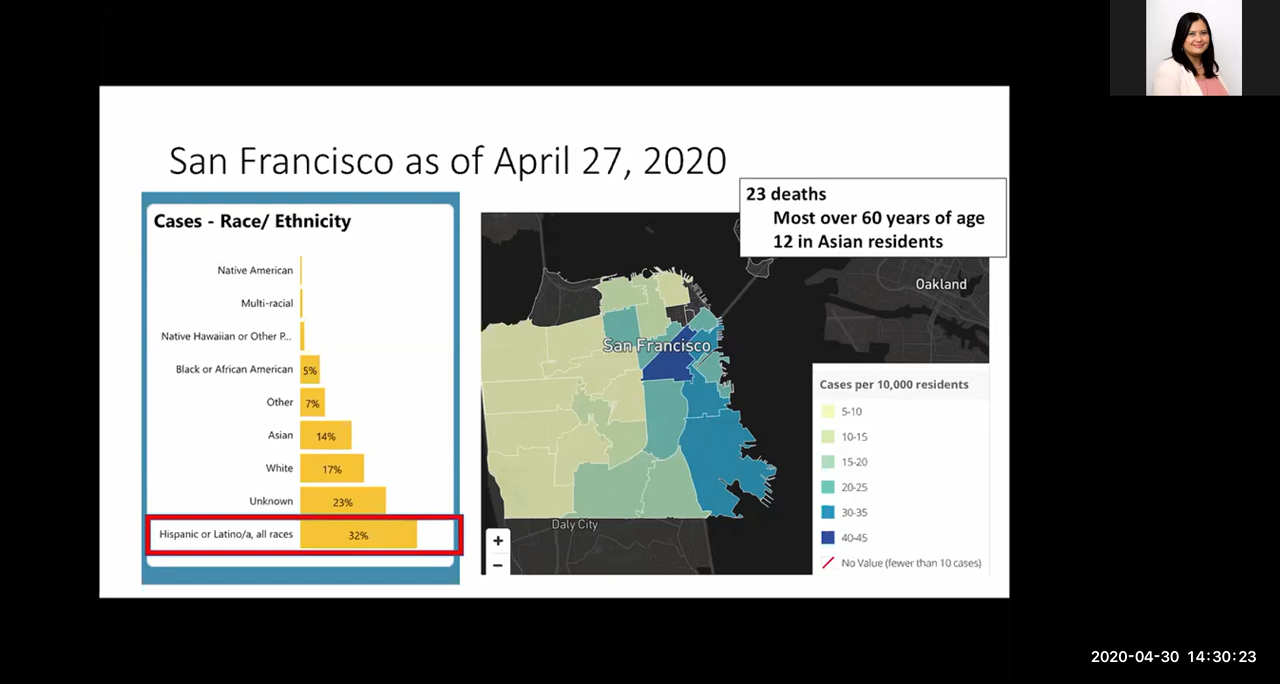 San Francisco as of April 27, 2020
Cases - Race/ Ethnicity
Native American
Multi-racial
Native Hawaiian or Other P...
Black or African American 5%
Other 7%
Asian 14%
White 17%
Unknown 23%
Hispanic or Latino/a, all races 32%
23 deaths
Most over 60 years of age
12 in Asian residents
Oakland
San Francisco
Daly City
+
−
Cases per 10,000 residents
5-10
10-15
15-20
20-25
30-35
40-45
No Value (fewer than 10 cases)
2020-04-30 14:30:23